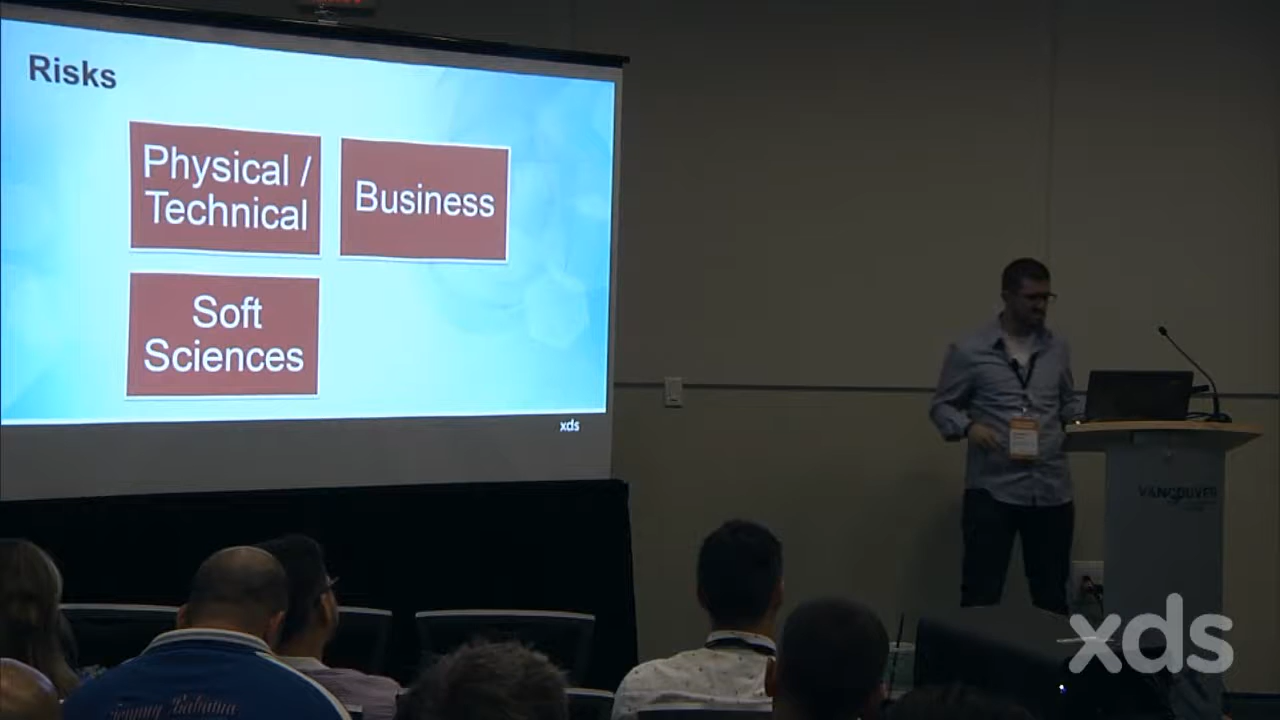 Risks
Physical /
Technical
Business
Soft
Sciences
xds
VANCOUVER
xds